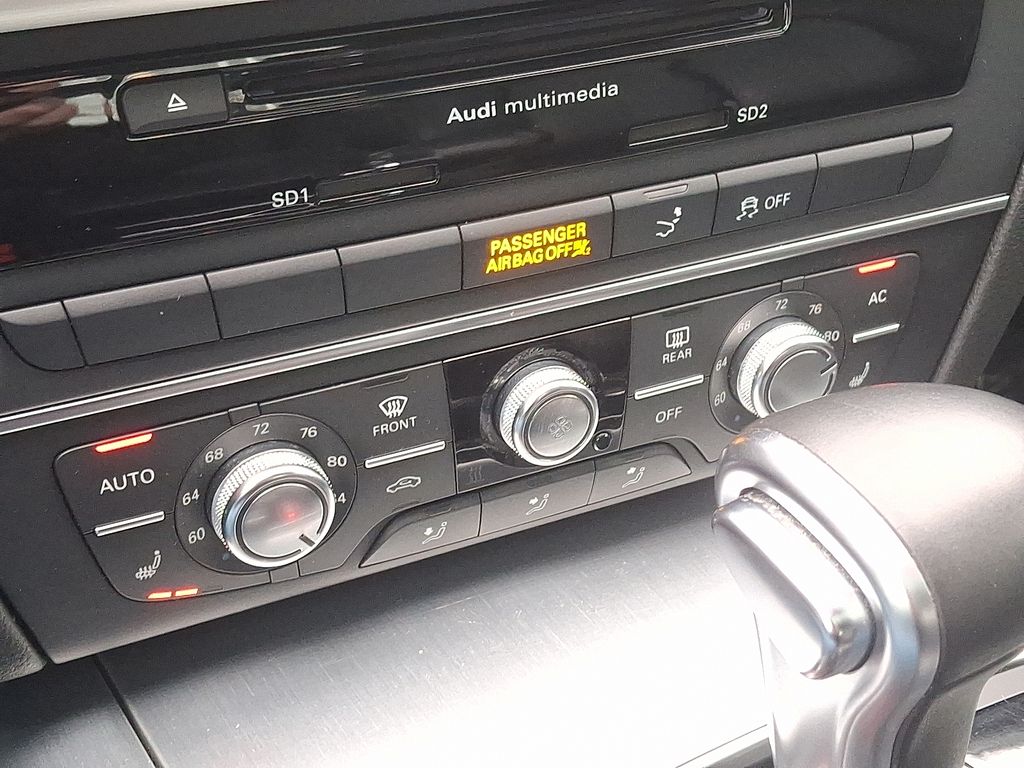 Audi multimedia
SD2
SD1
OFF
PASSENGER
AIRBAG OFF
AC
72
76
68
80
64
60
REAR
OFF
FRONT
AUTO
72
76
68
80
64
84
60